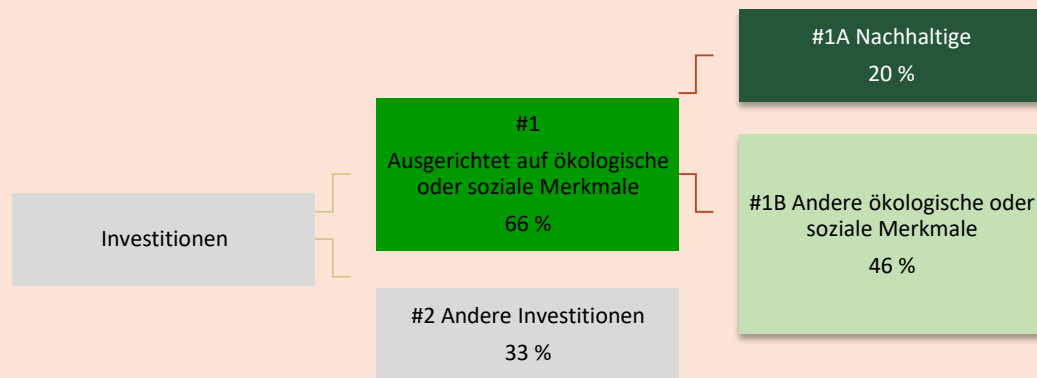 Investitionen
#1
Ausgerichtet auf ökologische
oder soziale Merkmale
66 %
#2 Andere Investitionen
33 %
#1A Nachhaltige
20 %
#1B Andere ökologische oder
soziale Merkmale
46 %